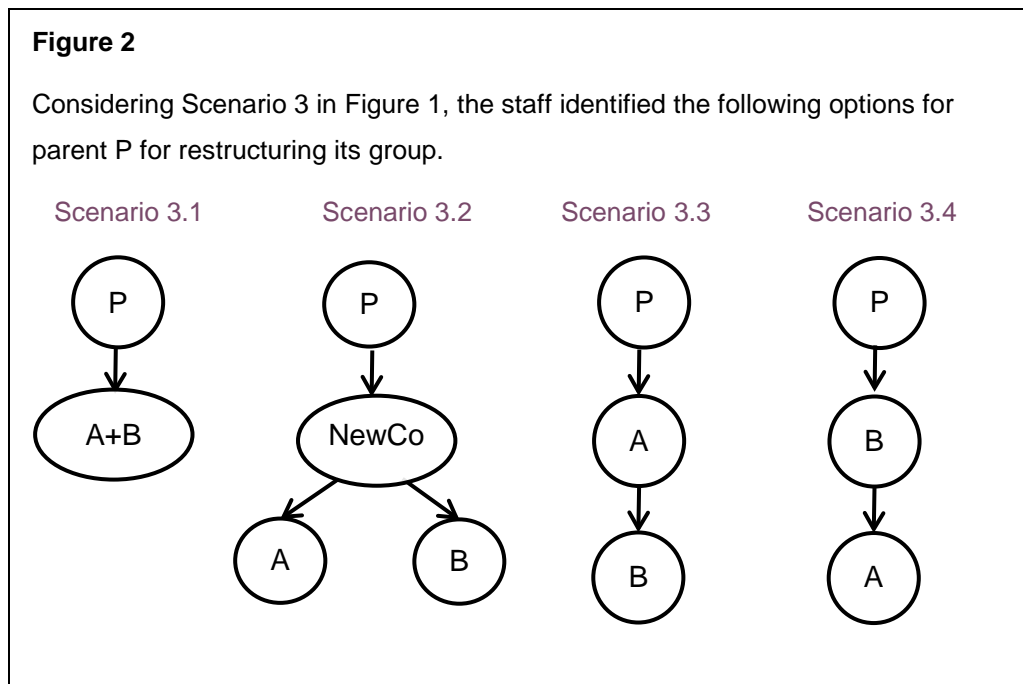 Figure 2
Considering Scenario 3 in Figure 1, the staff identified the following options for
parent P for restructuring its group.
Scenario 3.1 Scenario 3.2 Scenario 3.3 Scenario 3.4
P P P P
A+B NewCo A B
A B B A